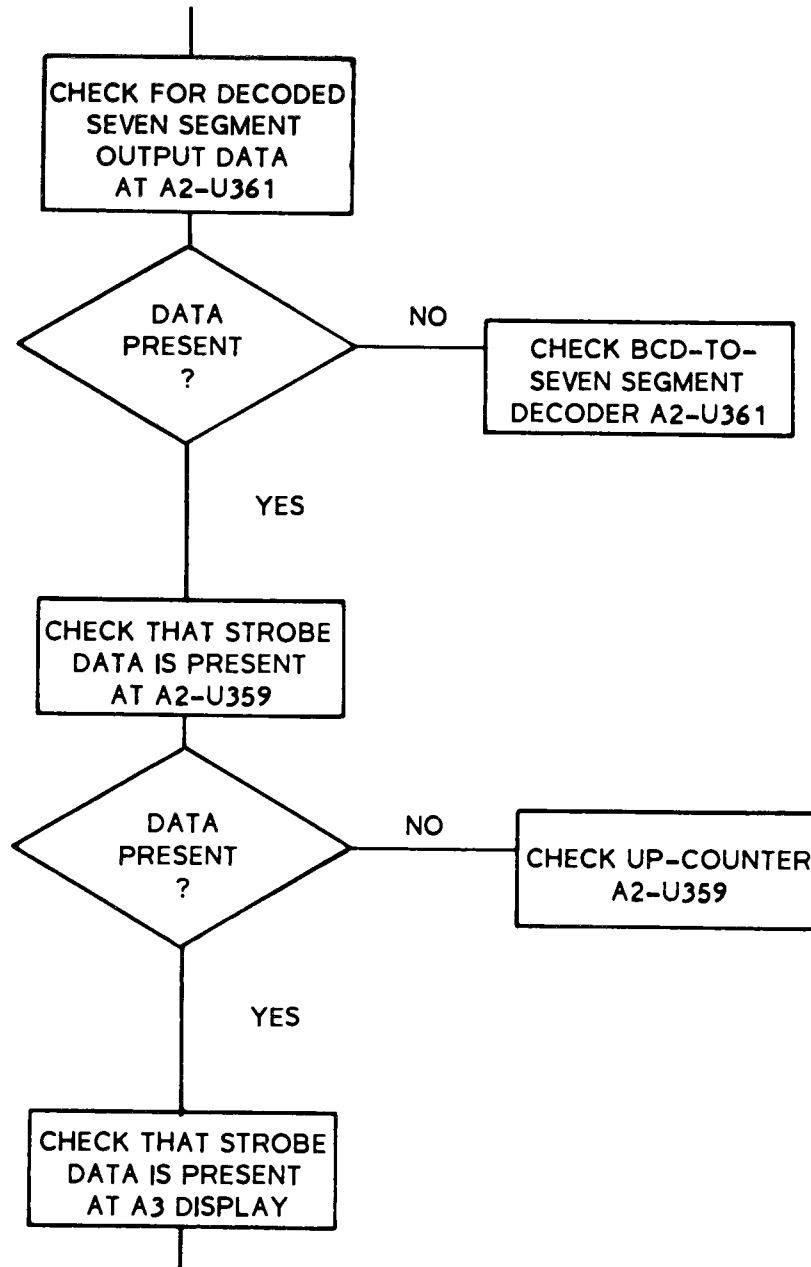 CHECK FOR DECODED
SEVEN SEGMENT
OUTPUT DATA
AT A2-U361
DATA
PRESENT
?
NO
CHECK BCD-TO-
SEVEN SEGMENT
DECODER A2-U361
YES
CHECK THAT STROBE
DATA IS PRESENT
AT A2-U359
DATA
PRESENT
?
NO
CHECK UP-COUNTER
A2-U359
YES
CHECK THAT STROBE
DATA IS PRESENT
AT A3 DISPLAY